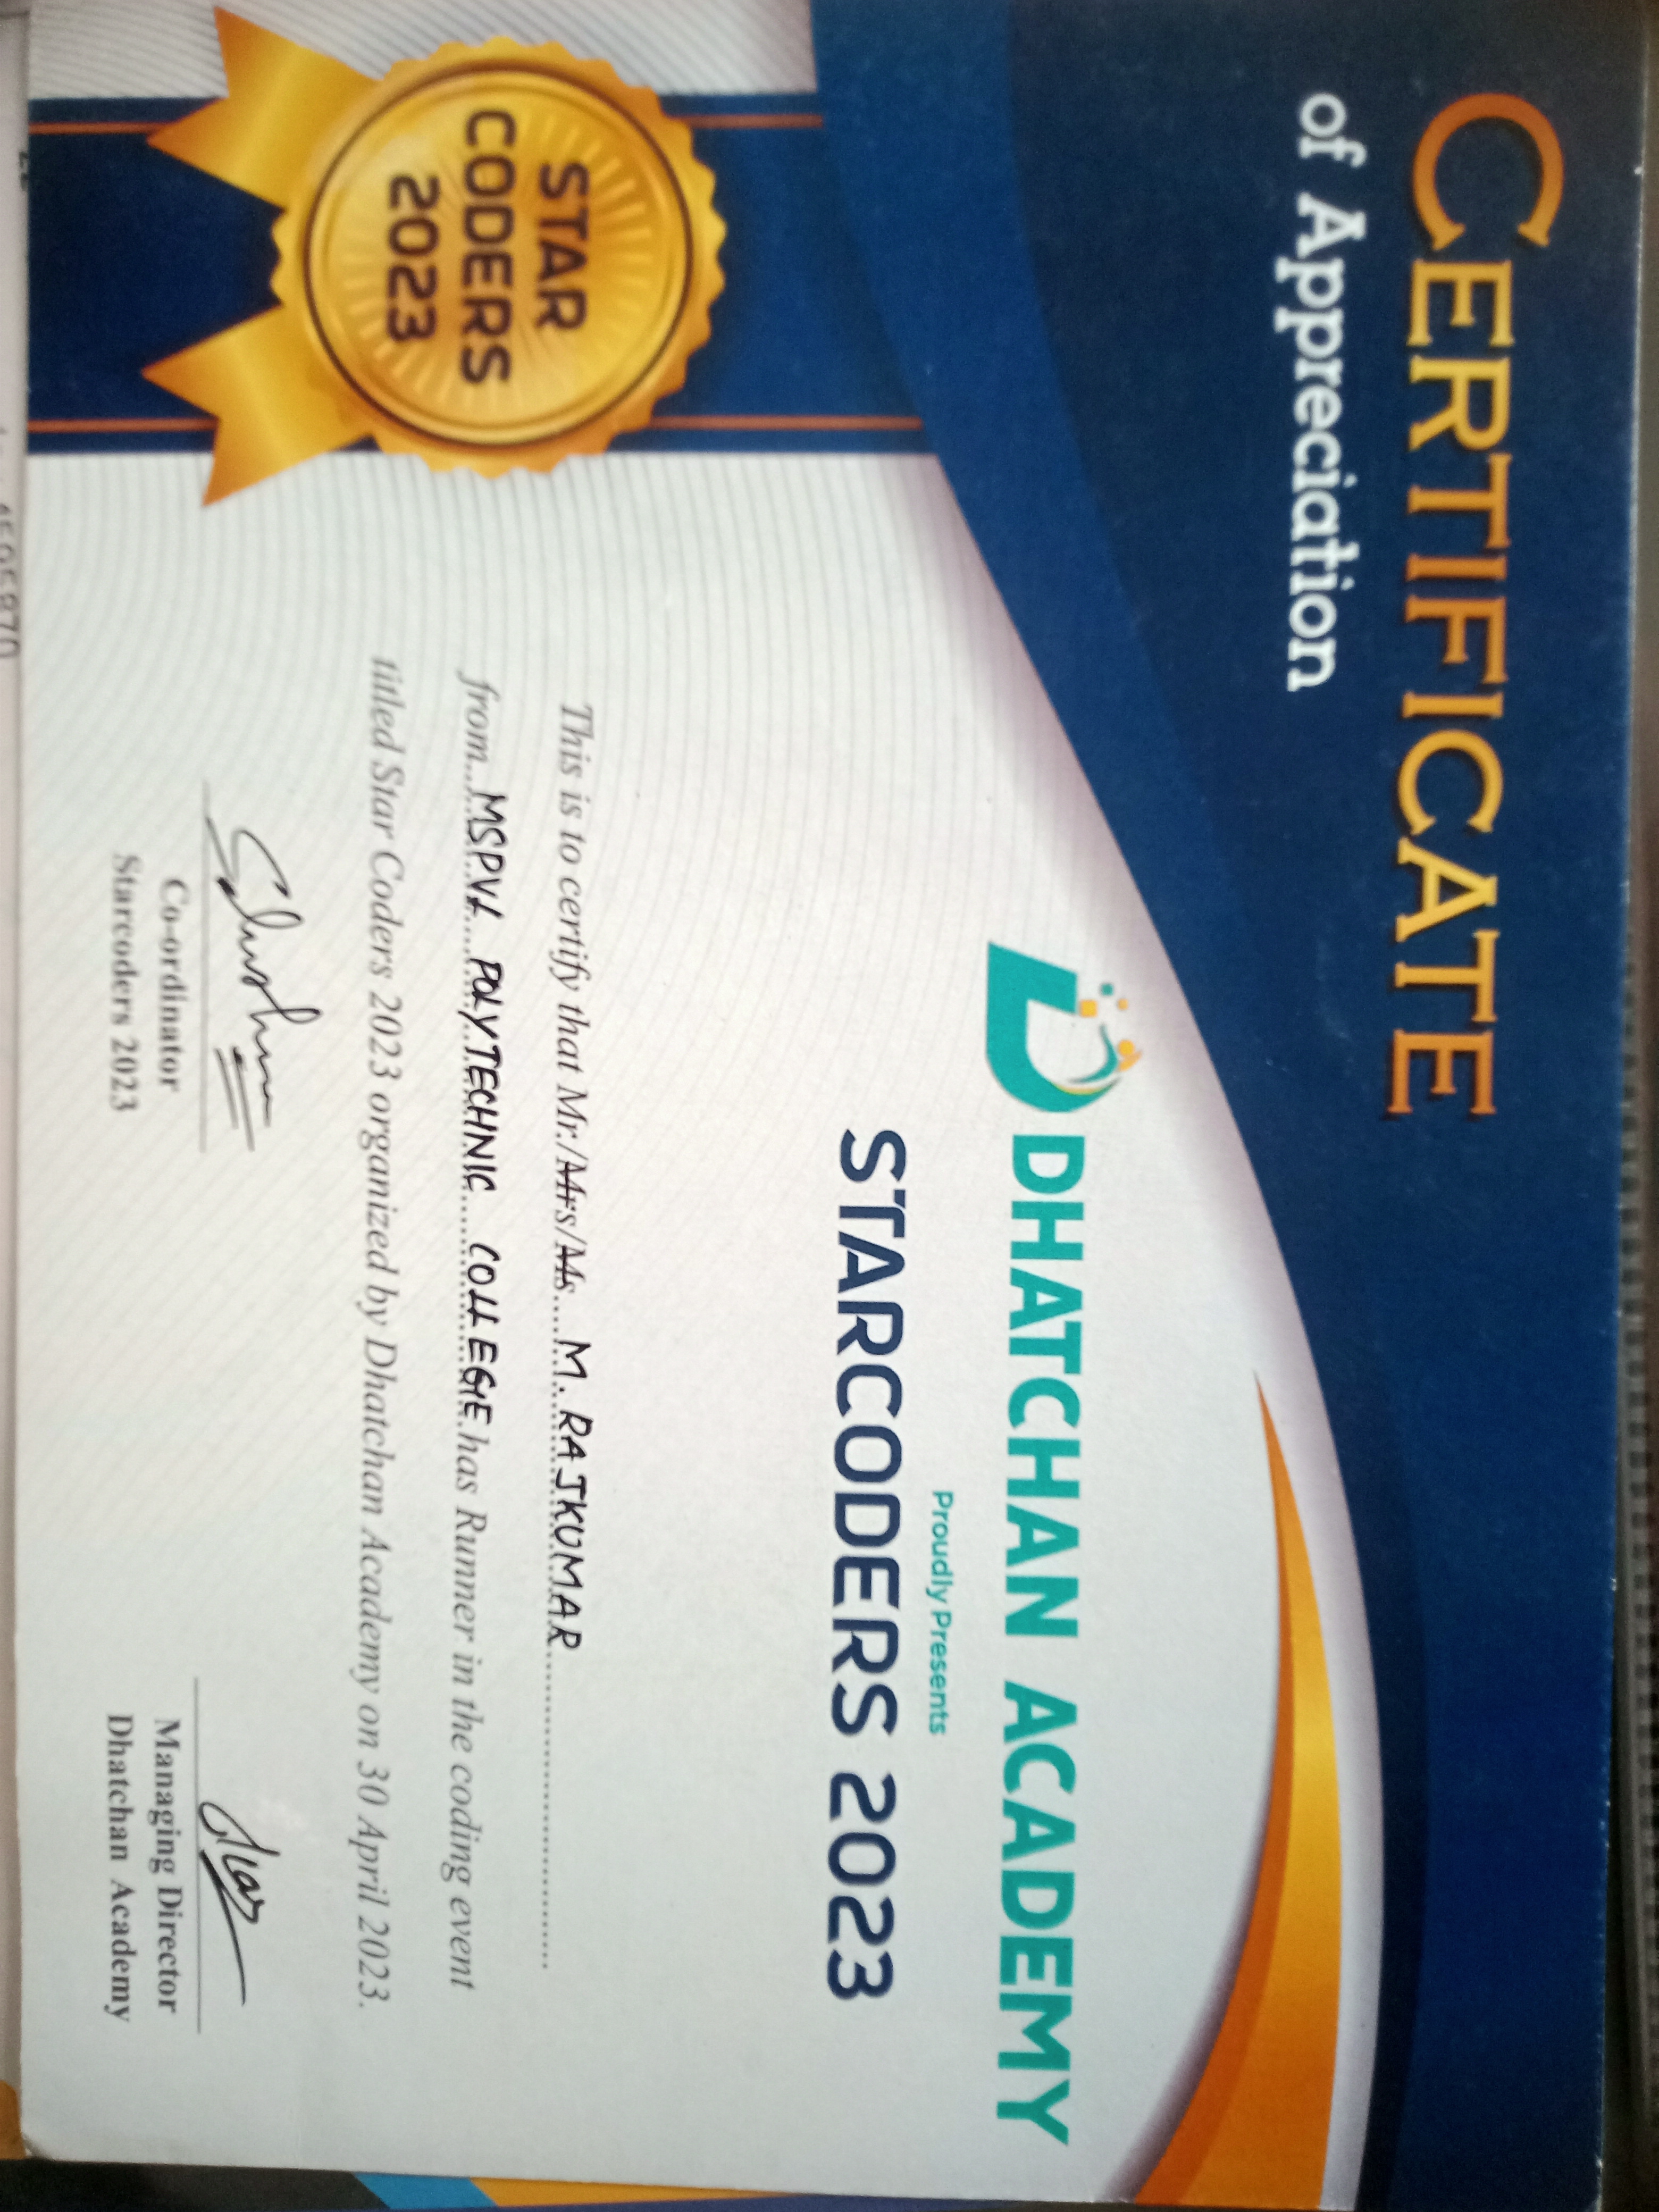 CERTIFICATE
of Appreciation
DHATCHAN ACADEMY
Proudly Presents
STARCODERS 2023
STAR
CODERS
2023
This is to certify that Mr./Mrs/Ms.... M. RAJKUMAR
from... MSPVL POLYTECHNIC COLLEGE has Runner in the coding event
titled Star Coders 2023 organized by Dhatchan Academy on 30 April 2023.
Co-ordinator
Starcoders 2023
Managing Director
Dhatchan Academy